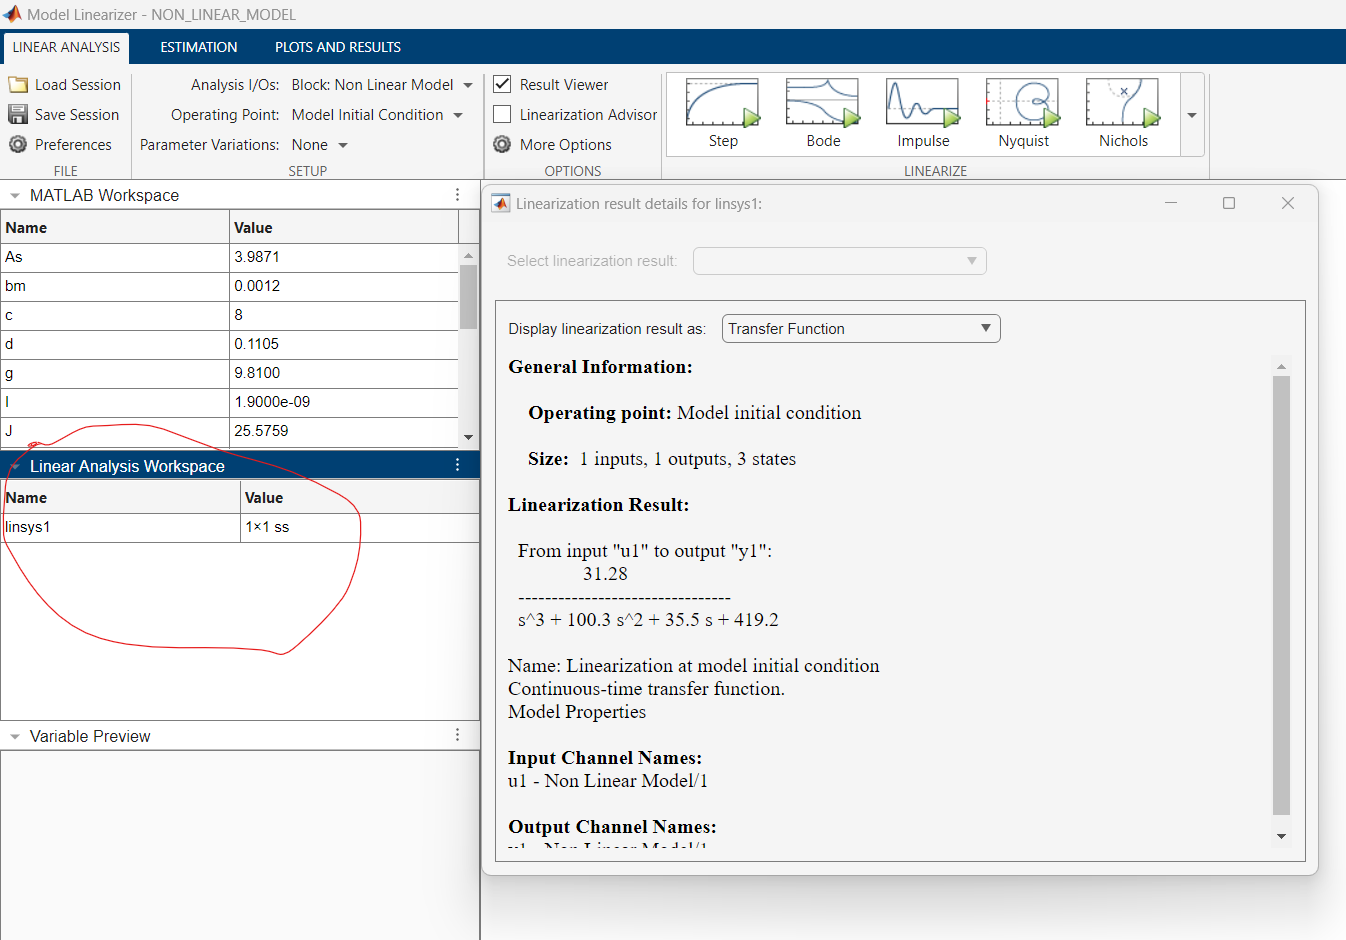 Model Linearizer - NON_LINEAR_MODEL
LINEAR ANALYSIS ESTIMATION PLOTS AND RESULTS
Load Session Analysis I/Os: Block: Non Linear Model Result Viewer
Save Session Operating Point: Model Initial Condition Linearization Advisor
Preferences Parameter Variations: None More Options Step Bode Impulse Nyquist Nichols
FILE SETUP OPTIONS LINEARIZE
MATLAB Workspace
Name Value
As 3.9871
bm 0.0012
c 8
d 0.1105
g 9.8100
I 1.9000e-09
J 25.5759
Linear Analysis Workspace
Name Value
linsys1 1×1 ss
Variable Preview
Linearization result details for linsys1:
Select linearization result:
Display linearization result as: Transfer Function
General Information:
Operating point: Model initial condition
Size: 1 inputs, 1 outputs, 3 states
Linearization Result:
From input "u1" to output "y1":
31.28
--------------------------------
s^3 + 100.3 s^2 + 35.5 s + 419.2
Name: Linearization at model initial condition
Continuous-time transfer function.
Model Properties
Input Channel Names:
u1 - Non Linear Model/1
Output Channel Names:
y1 - Non Linear Model/1